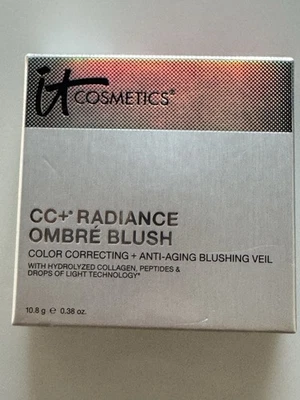 it COSMETICS®
CC+® RADIANCE
OMBRÉ BLUSH
COLOR CORRECTING + ANTI-AGING BLUSHING VEIL
WITH HYDROLYZED COLLAGEN, PEPTIDES &
DROPS OF LIGHT TECHNOLOGY®
10.8 g ℮ 0.38 oz.